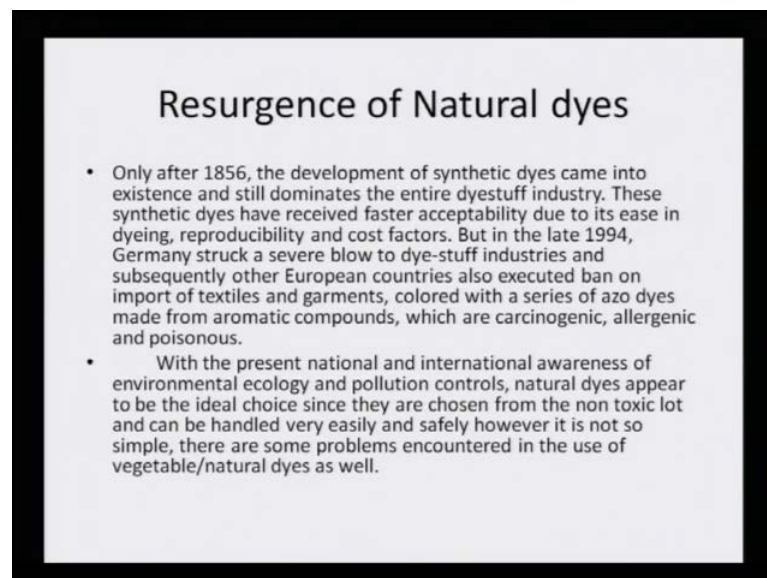 Resurgence of Natural dyes
• Only after 1856, the development of synthetic dyes came into
existence and still dominates the entire dyestuff industry. These
synthetic dyes have received faster acceptability due to its ease in
dyeing, reproducibility and cost factors. But in the late 1994,
Germany struck a severe blow to dye-stuff industries and
subsequently other European countries also executed ban on
import of textiles and garments, colored with a series of azo dyes
made from aromatic compounds, which are carcinogenic, allergenic
and poisonous.
• With the present national and international awareness of
environmental ecology and pollution controls, natural dyes appear
to be the ideal choice since they are chosen from the non toxic lot
and can be handled very easily and safely however it is not so
simple, there are some problems encountered in the use of
vegetable/natural dyes as well.